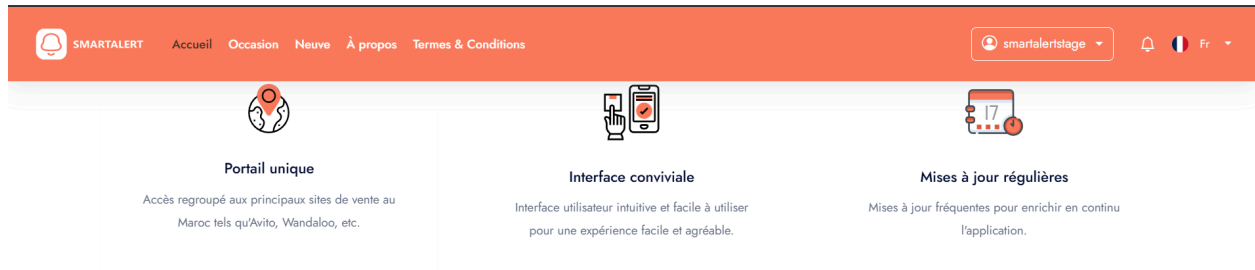 SMARTALERT Accueil Occasion Neuve À propos Termes & Conditions smartalertstage Fr
17
Portail unique
Accès regroupé aux principaux sites de vente au
Maroc tels qu'Avito, Wandaloo, etc.
Interface conviviale
Interface utilisateur intuitive et facile à utiliser
pour une expérience facile et agréable.
Mises à jour régulières
Mises à jour fréquentes pour enrichir en continu
l'application.